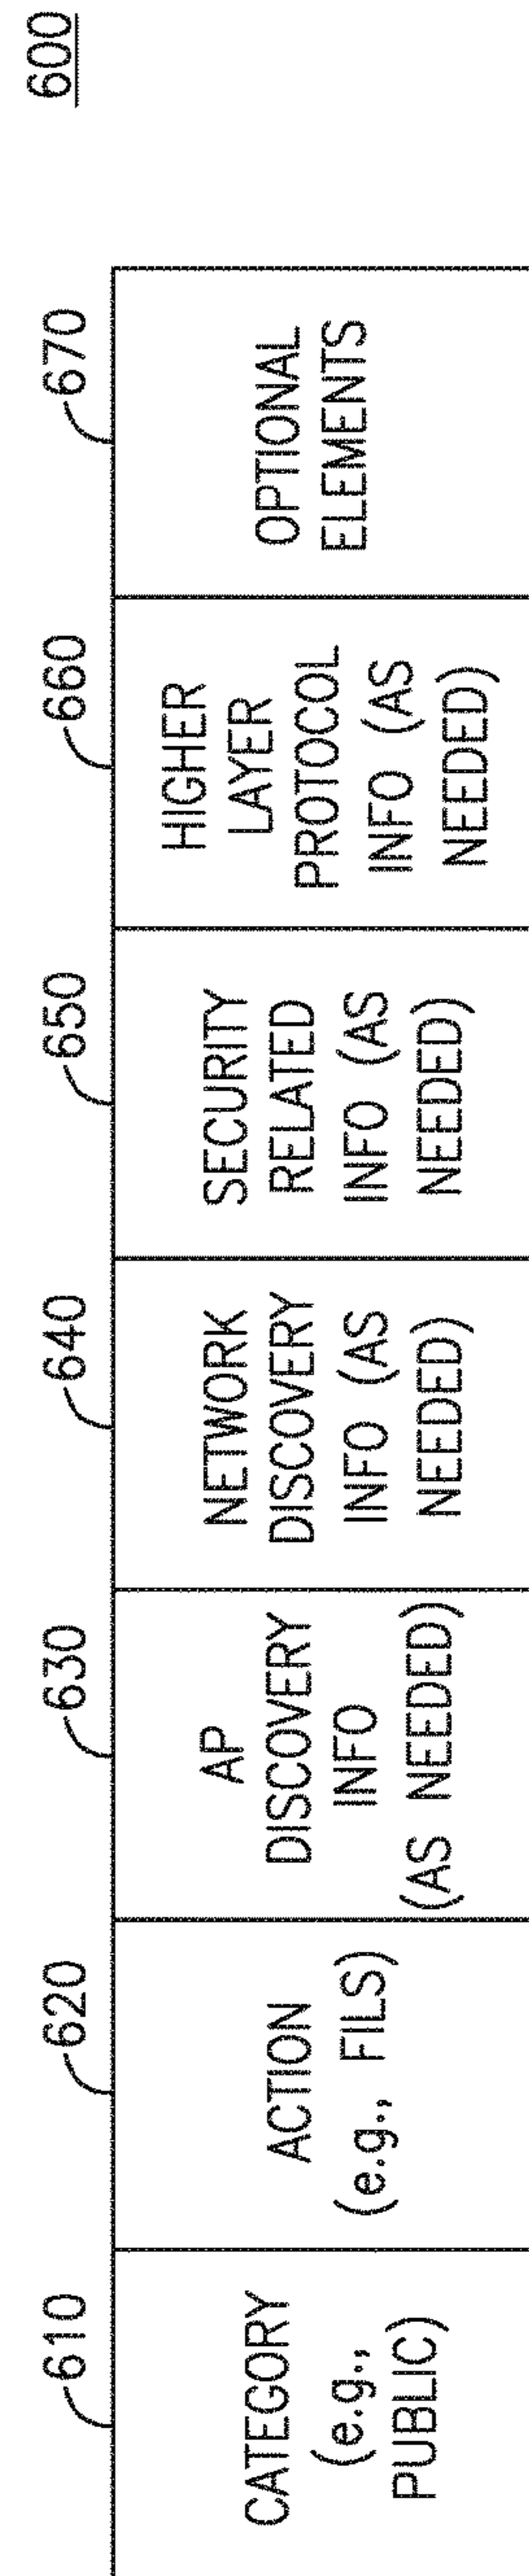 600
610
620
630
640
650
660
670
CATEGORY
(e.g.,
PUBLIC)
ACTION
(e.g., FILS)
AP
DISCOVERY
INFO
(AS NEEDED)
NETWORK
DISCOVERY
INFO (AS
NEEDED)
SECURITY
RELATED
INFO (AS
NEEDED)
HIGHER
LAYER
PROTOCOL
INFO (AS
NEEDED)
OPTIONAL
ELEMENTS